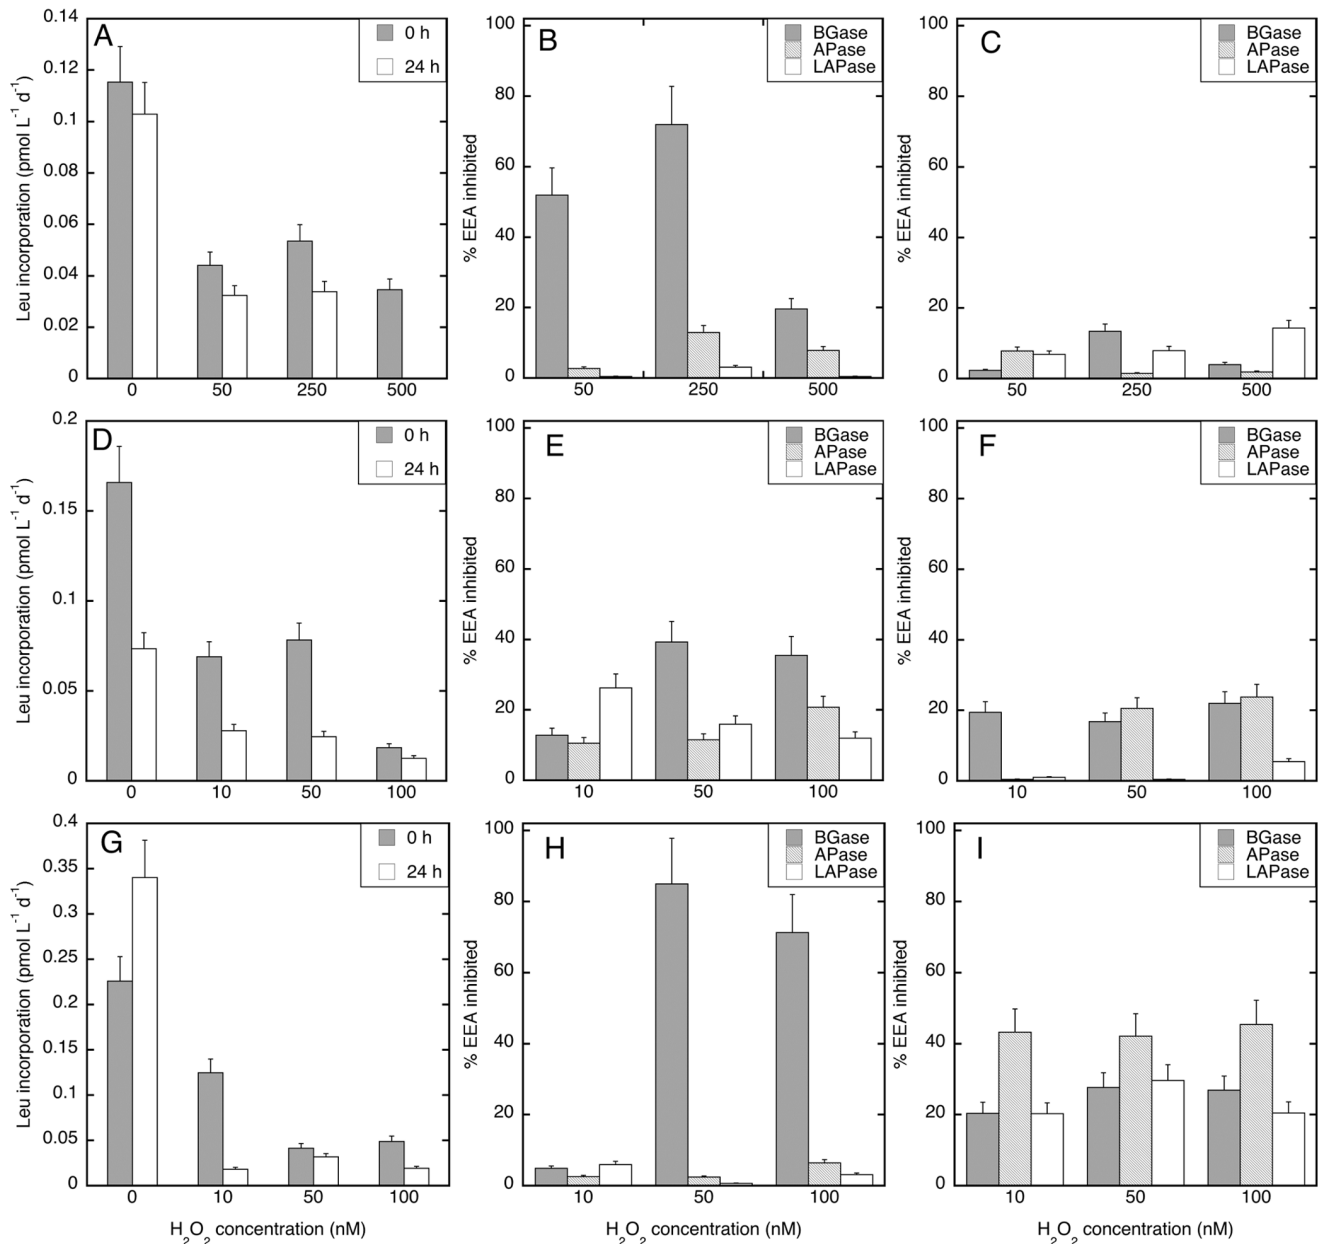 A
0 h
24 h
Leu incorporation (pmol L⁻¹ d⁻¹)
0.14
0.12
0.1
0.08
0.06
0.04
0.02
0
0
50
250
500
B
BGase
APase
LAPase
% EEA inhibited
100
80
60
40
20
0
50
250
500
C
BGase
APase
LAPase
% EEA inhibited
100
80
60
40
20
0
50
250
500
D
0 h
24 h
Leu incorporation (pmol L⁻¹ d⁻¹)
0.2
0.15
0.1
0.05
0
0
10
50
100
E
BGase
APase
LAPase
% EEA inhibited
100
80
60
40
20
0
10
50
100
F
BGase
APase
LAPase
% EEA inhibited
100
80
60
40
20
0
10
50
100
G
0 h
24 h
Leu incorporation (pmol L⁻¹ d⁻¹)
0.4
0.35
0.3
0.25
0.2
0.15
0.1
0.05
0
0
10
50
100
H₂O₂ concentration (nM)
H
BGase
APase
LAPase
% EEA inhibited
100
80
60
40
20
0
10
50
100
H₂O₂ concentration (nM)
I
BGase
APase
LAPase
% EEA inhibited
100
80
60
40
20
0
10
50
100
H₂O₂ concentration (nM)